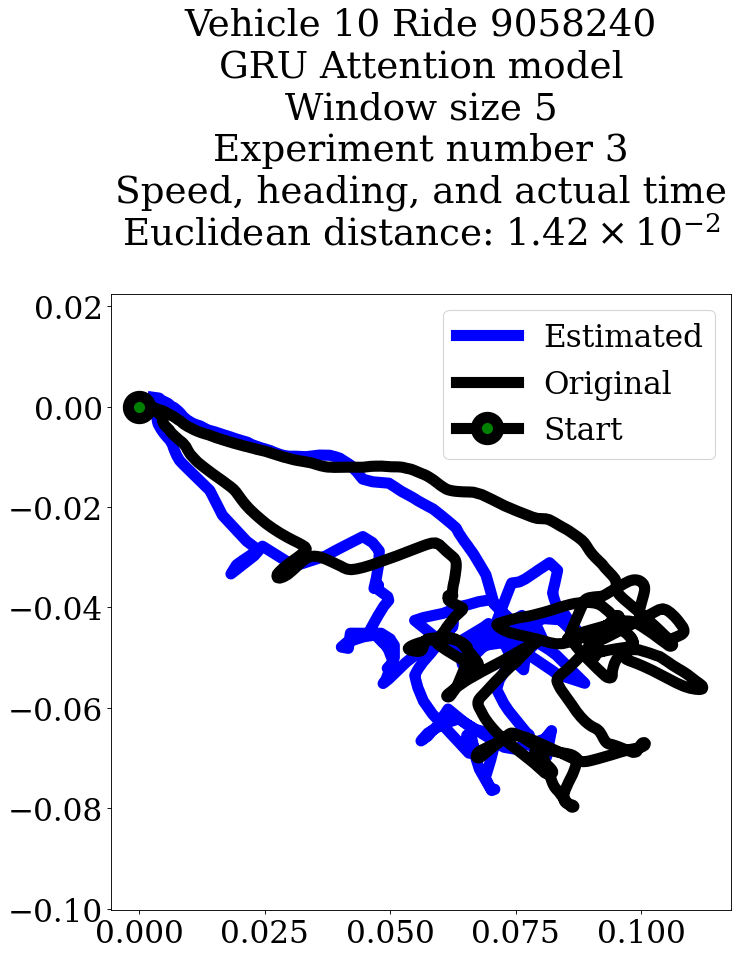 Vehicle 10 Ride 9058240
GRU Attention model
Window size 5
Experiment number 3
Speed, heading, and actual time
Euclidean distance: 1.42 × 10⁻²
0.02
0.00
−0.02
−0.04
−0.06
−0.08
−0.10
Estimated
Original
Start
0.000 0.025 0.050 0.075 0.100